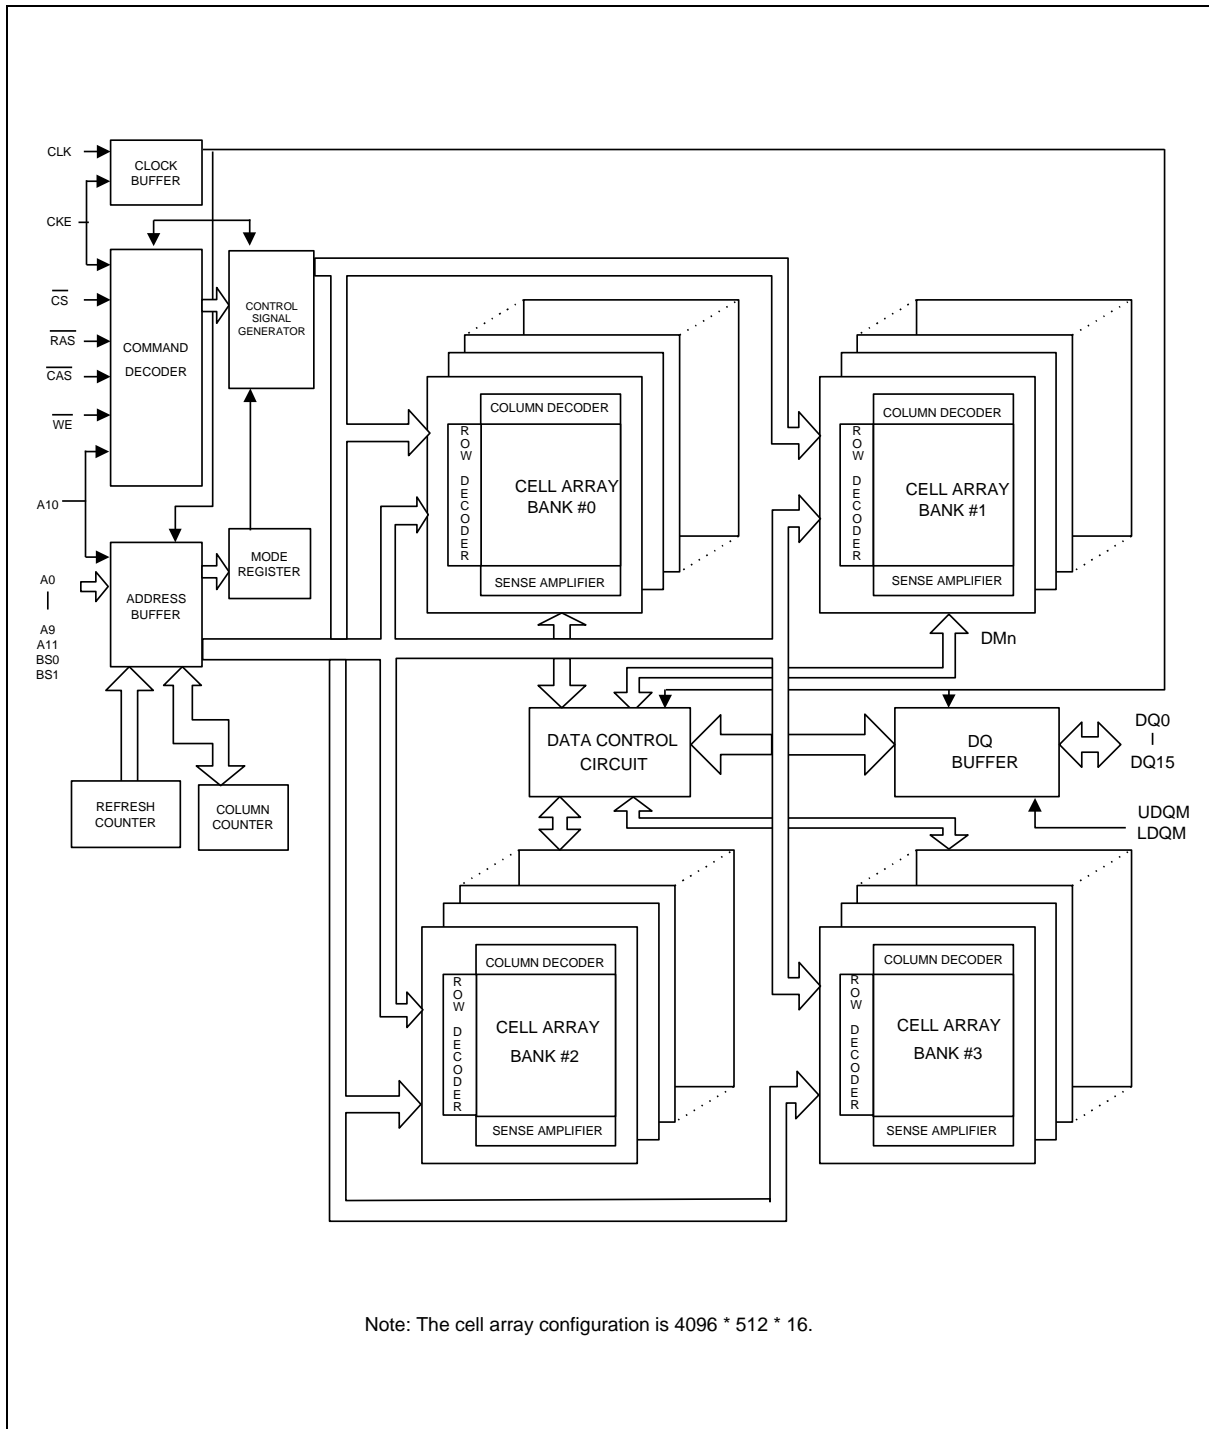 CLK
CLOCK
BUFFER
CKE
CS
RAS
CAS
WE
COMMAND
DECODER
CONTROL
SIGNAL
GENERATOR
A10
MODE
REGISTER
A0
A9
A11
BS0
BS1
ADDRESS
BUFFER
REFRESH
COUNTER
COLUMN
COUNTER
COLUMN DECODER
ROW DECODER
CELL ARRAY
BANK #0
SENSE AMPLIFIER
COLUMN DECODER
ROW DECODER
CELL ARRAY
BANK #1
SENSE AMPLIFIER
DMn
DATA CONTROL
CIRCUIT
DQ
BUFFER
DQ0
DQ15
UDQM
LDQM
COLUMN DECODER
ROW DECODER
CELL ARRAY
BANK #2
SENSE AMPLIFIER
COLUMN DECODER
ROW DECODER
CELL ARRAY
BANK #3
SENSE AMPLIFIER
Note: The cell array configuration is 4096 * 512 * 16.